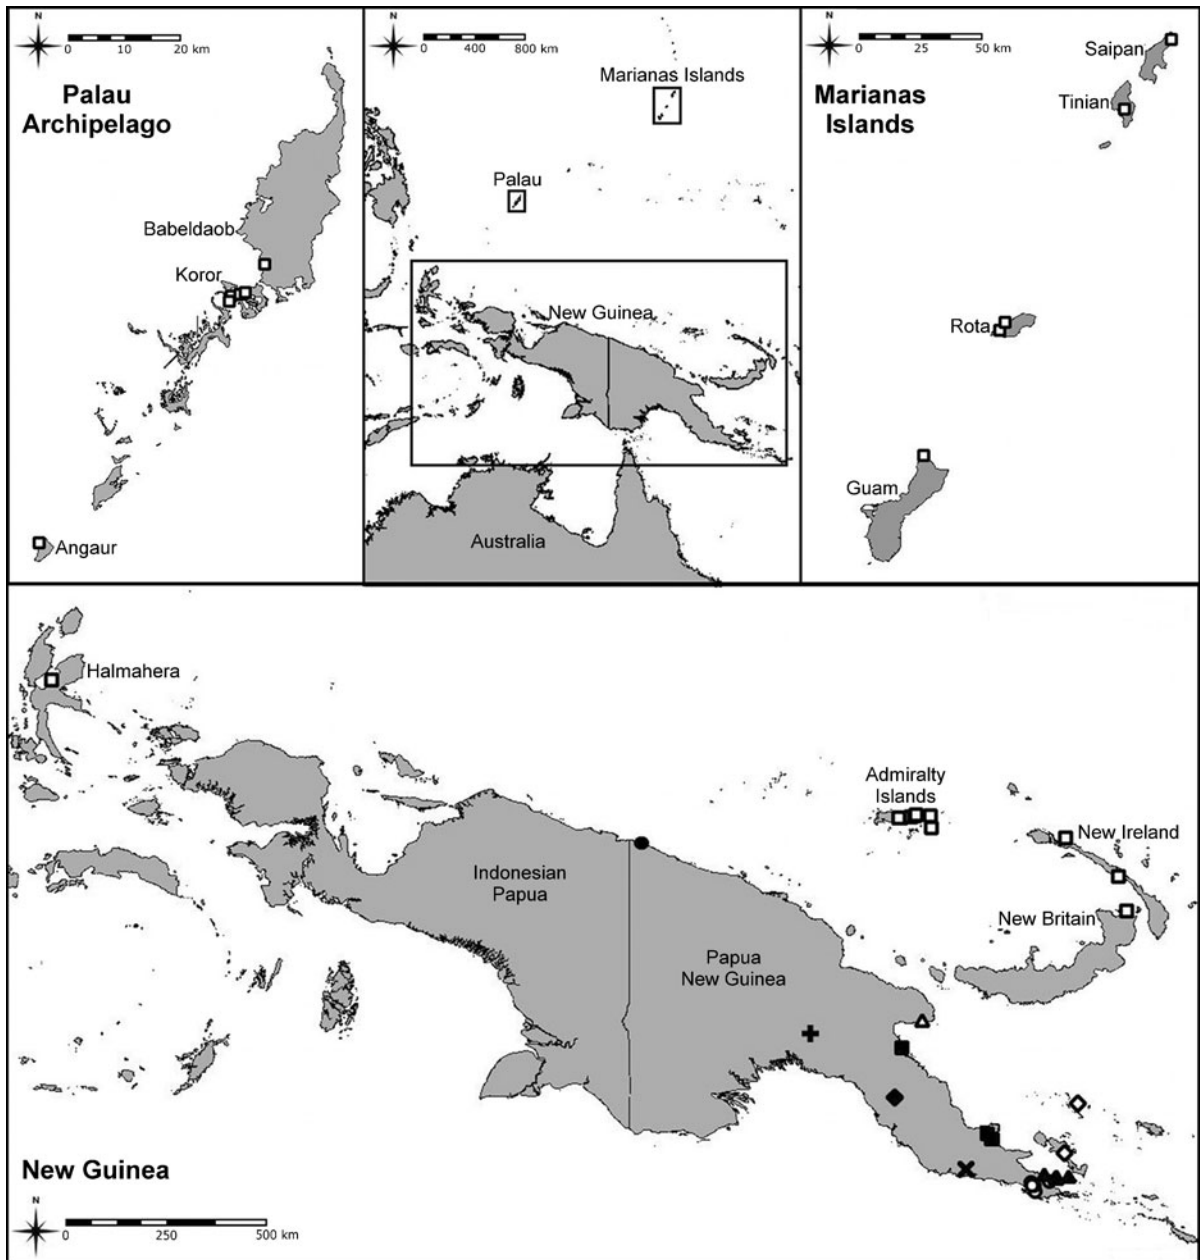 N
0 10 20 km
Palau
Archipelago
Babeldaob
Koror
Angaur
N
0 400 800 km
Marianas Islands
Palau
New Guinea
Australia
N
0 25 50 km
Marianas
Islands
Saipan
Tinian
Rota
Guam
Halmahera
Admiralty
Islands
New Ireland
Indonesian
Papua
New Britain
Papua
New Guinea
New Guinea
N
0 250 500 km